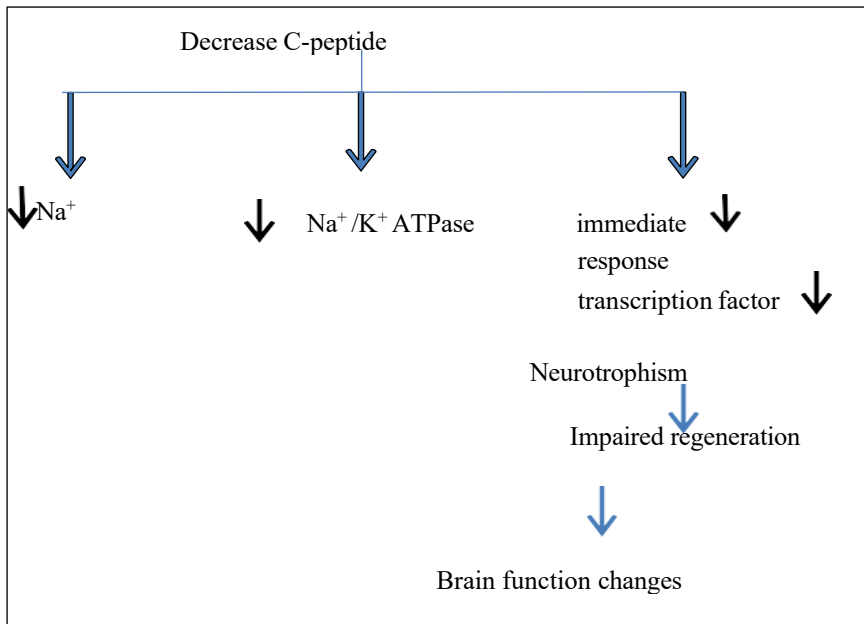 Decrease C-peptide
Na⁺
Na⁺ /K⁺ ATPase
immediate
response
transcription factor
Neurotrophism
Impaired regeneration
Brain function changes